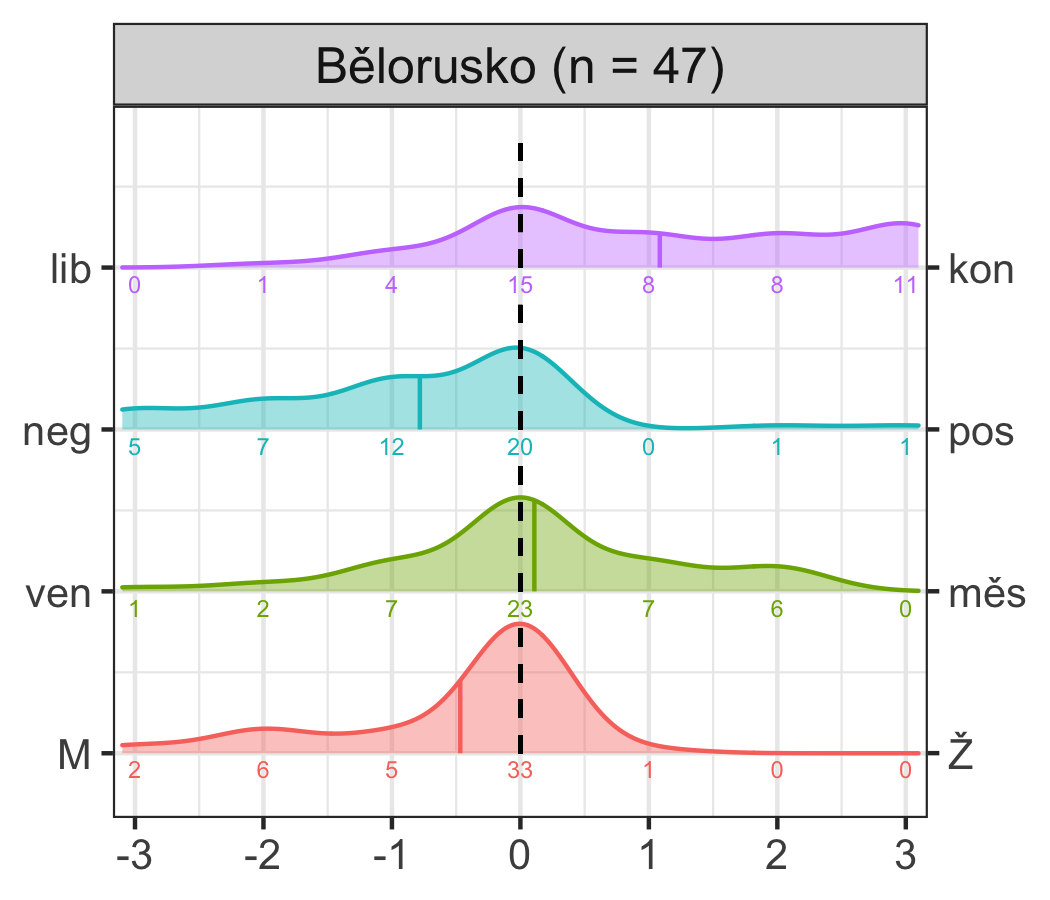 Bělorusko (n = 47)
lib kon
0 1 4 15 8 8 11
neg pos
5 7 12 20 0 1 1
ven měs
1 2 7 23 7 6 0
M Ž
2 6 5 33 1 0 0
-3 -2 -1 0 1 2 3